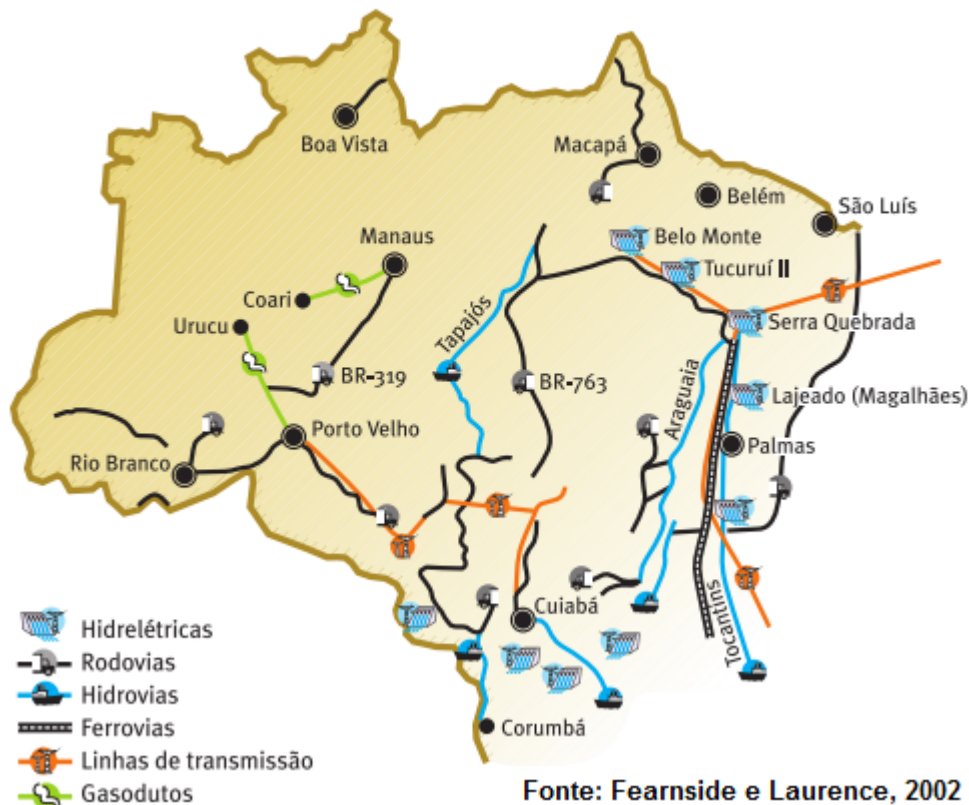 Boa Vista
Macapá
Belém
São Luís
Manaus
Belo Monte
Tucuruí II
Coari
Urucu
Tapajós
Serra Quebrada
BR-319
BR-763
Araguaia
Lajeado (Magalhães)
Porto Velho
Palmas
Rio Branco
Cuiabá
Tocantins
Corumbá
Hidrelétricas
Rodovias
Hidrovias
Ferrovias
Linhas de transmissão
Gasodutos
Fonte: Fearnside e Laurence, 2002